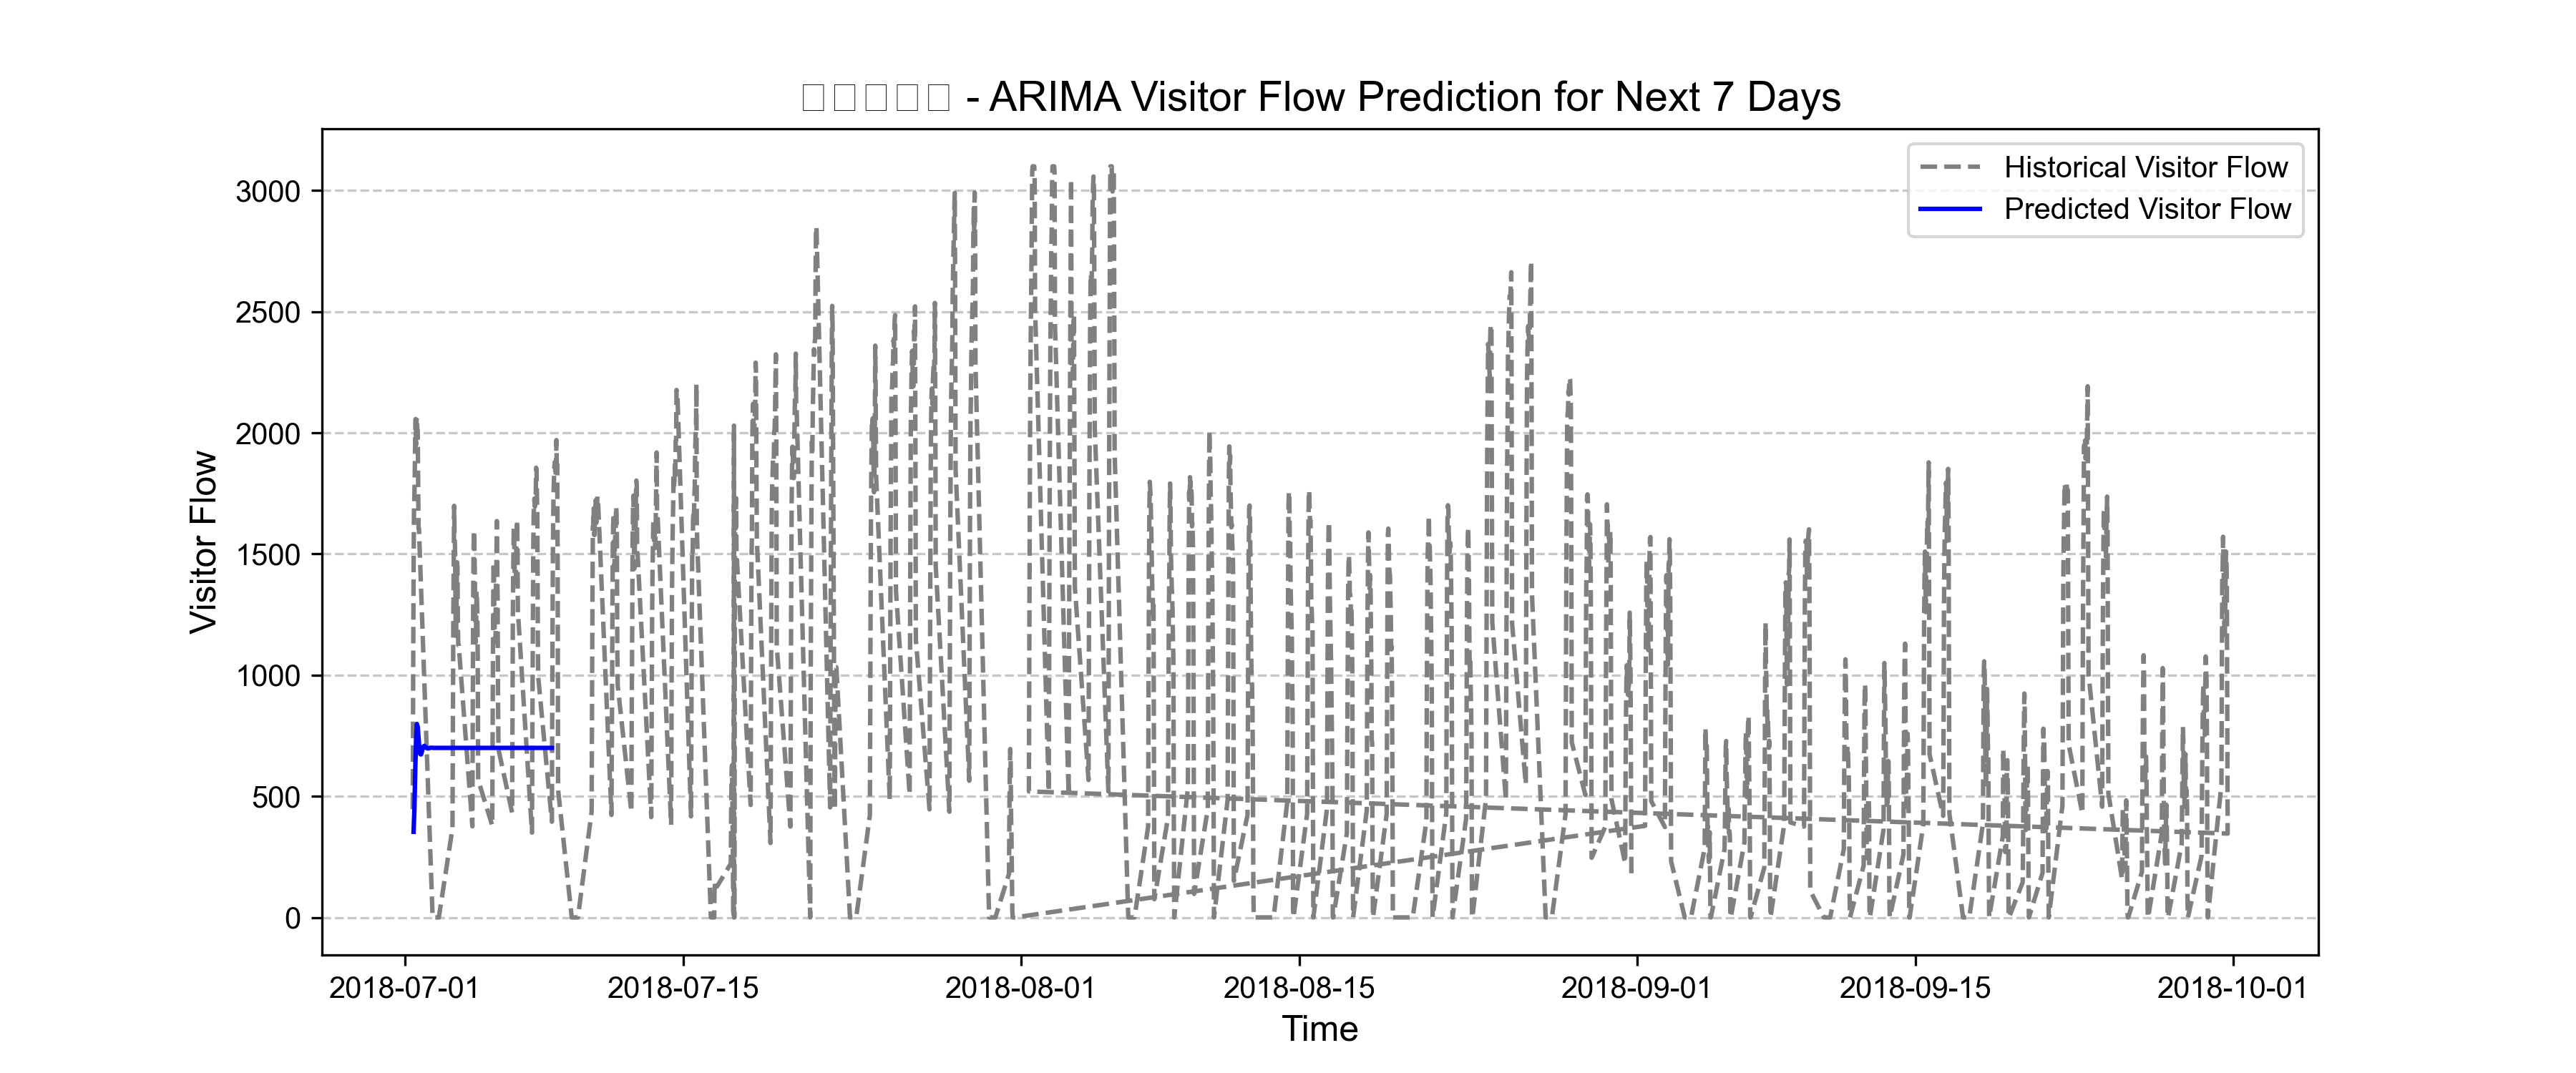 □□□□□ - ARIMA Visitor Flow Prediction for Next 7 Days
Historical Visitor Flow
Predicted Visitor Flow
Visitor Flow
3000
2500
2000
1500
1000
500
0
2018-07-01 2018-07-15 2018-08-01 2018-08-15 2018-09-01 2018-09-15 2018-10-01
Time